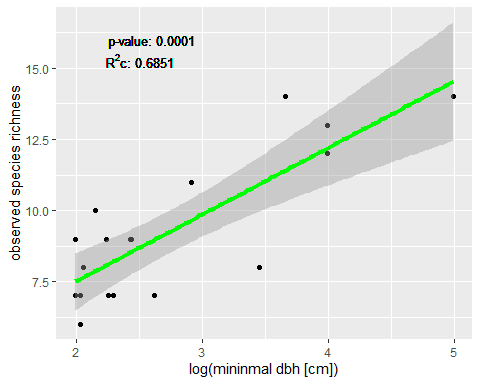 p-value: 0.0001
R²c: 0.6851
observed species richness
15.0
12.5
10.0
7.5
2
3
4
5
log(mininmal dbh [cm])